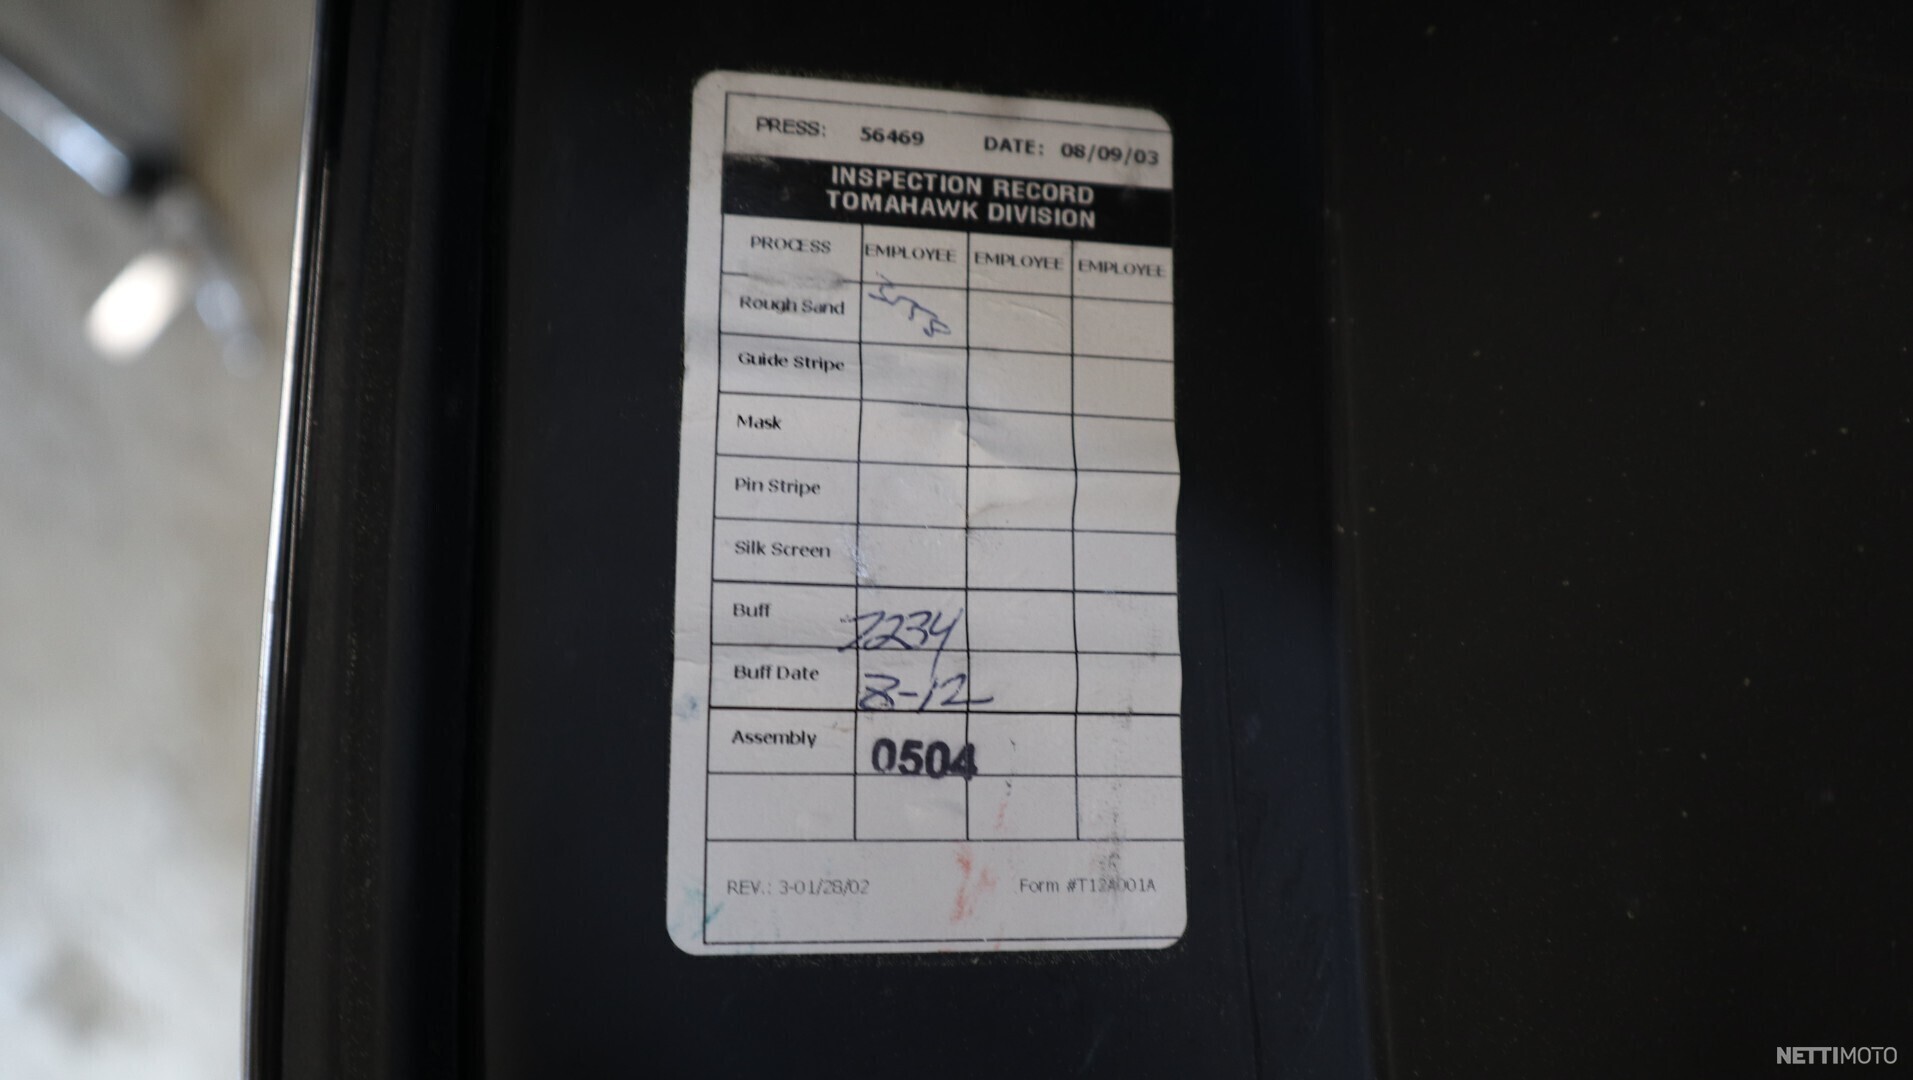 PRESS: 56469 DATE: 08/09/03
INSPECTION RECORD
TOMAHAWK DIVISION
PROCESS EMPLOYEE EMPLOYEE EMPLOYEE
Rough Sand
Guide Stripe
Mask
Pin Stripe
Silk Screen
Buff 7234
Buff Date 8-12
Assembly 0504
REV.: 3-01/28/02 Form #T12A001A
NETTIMOTO